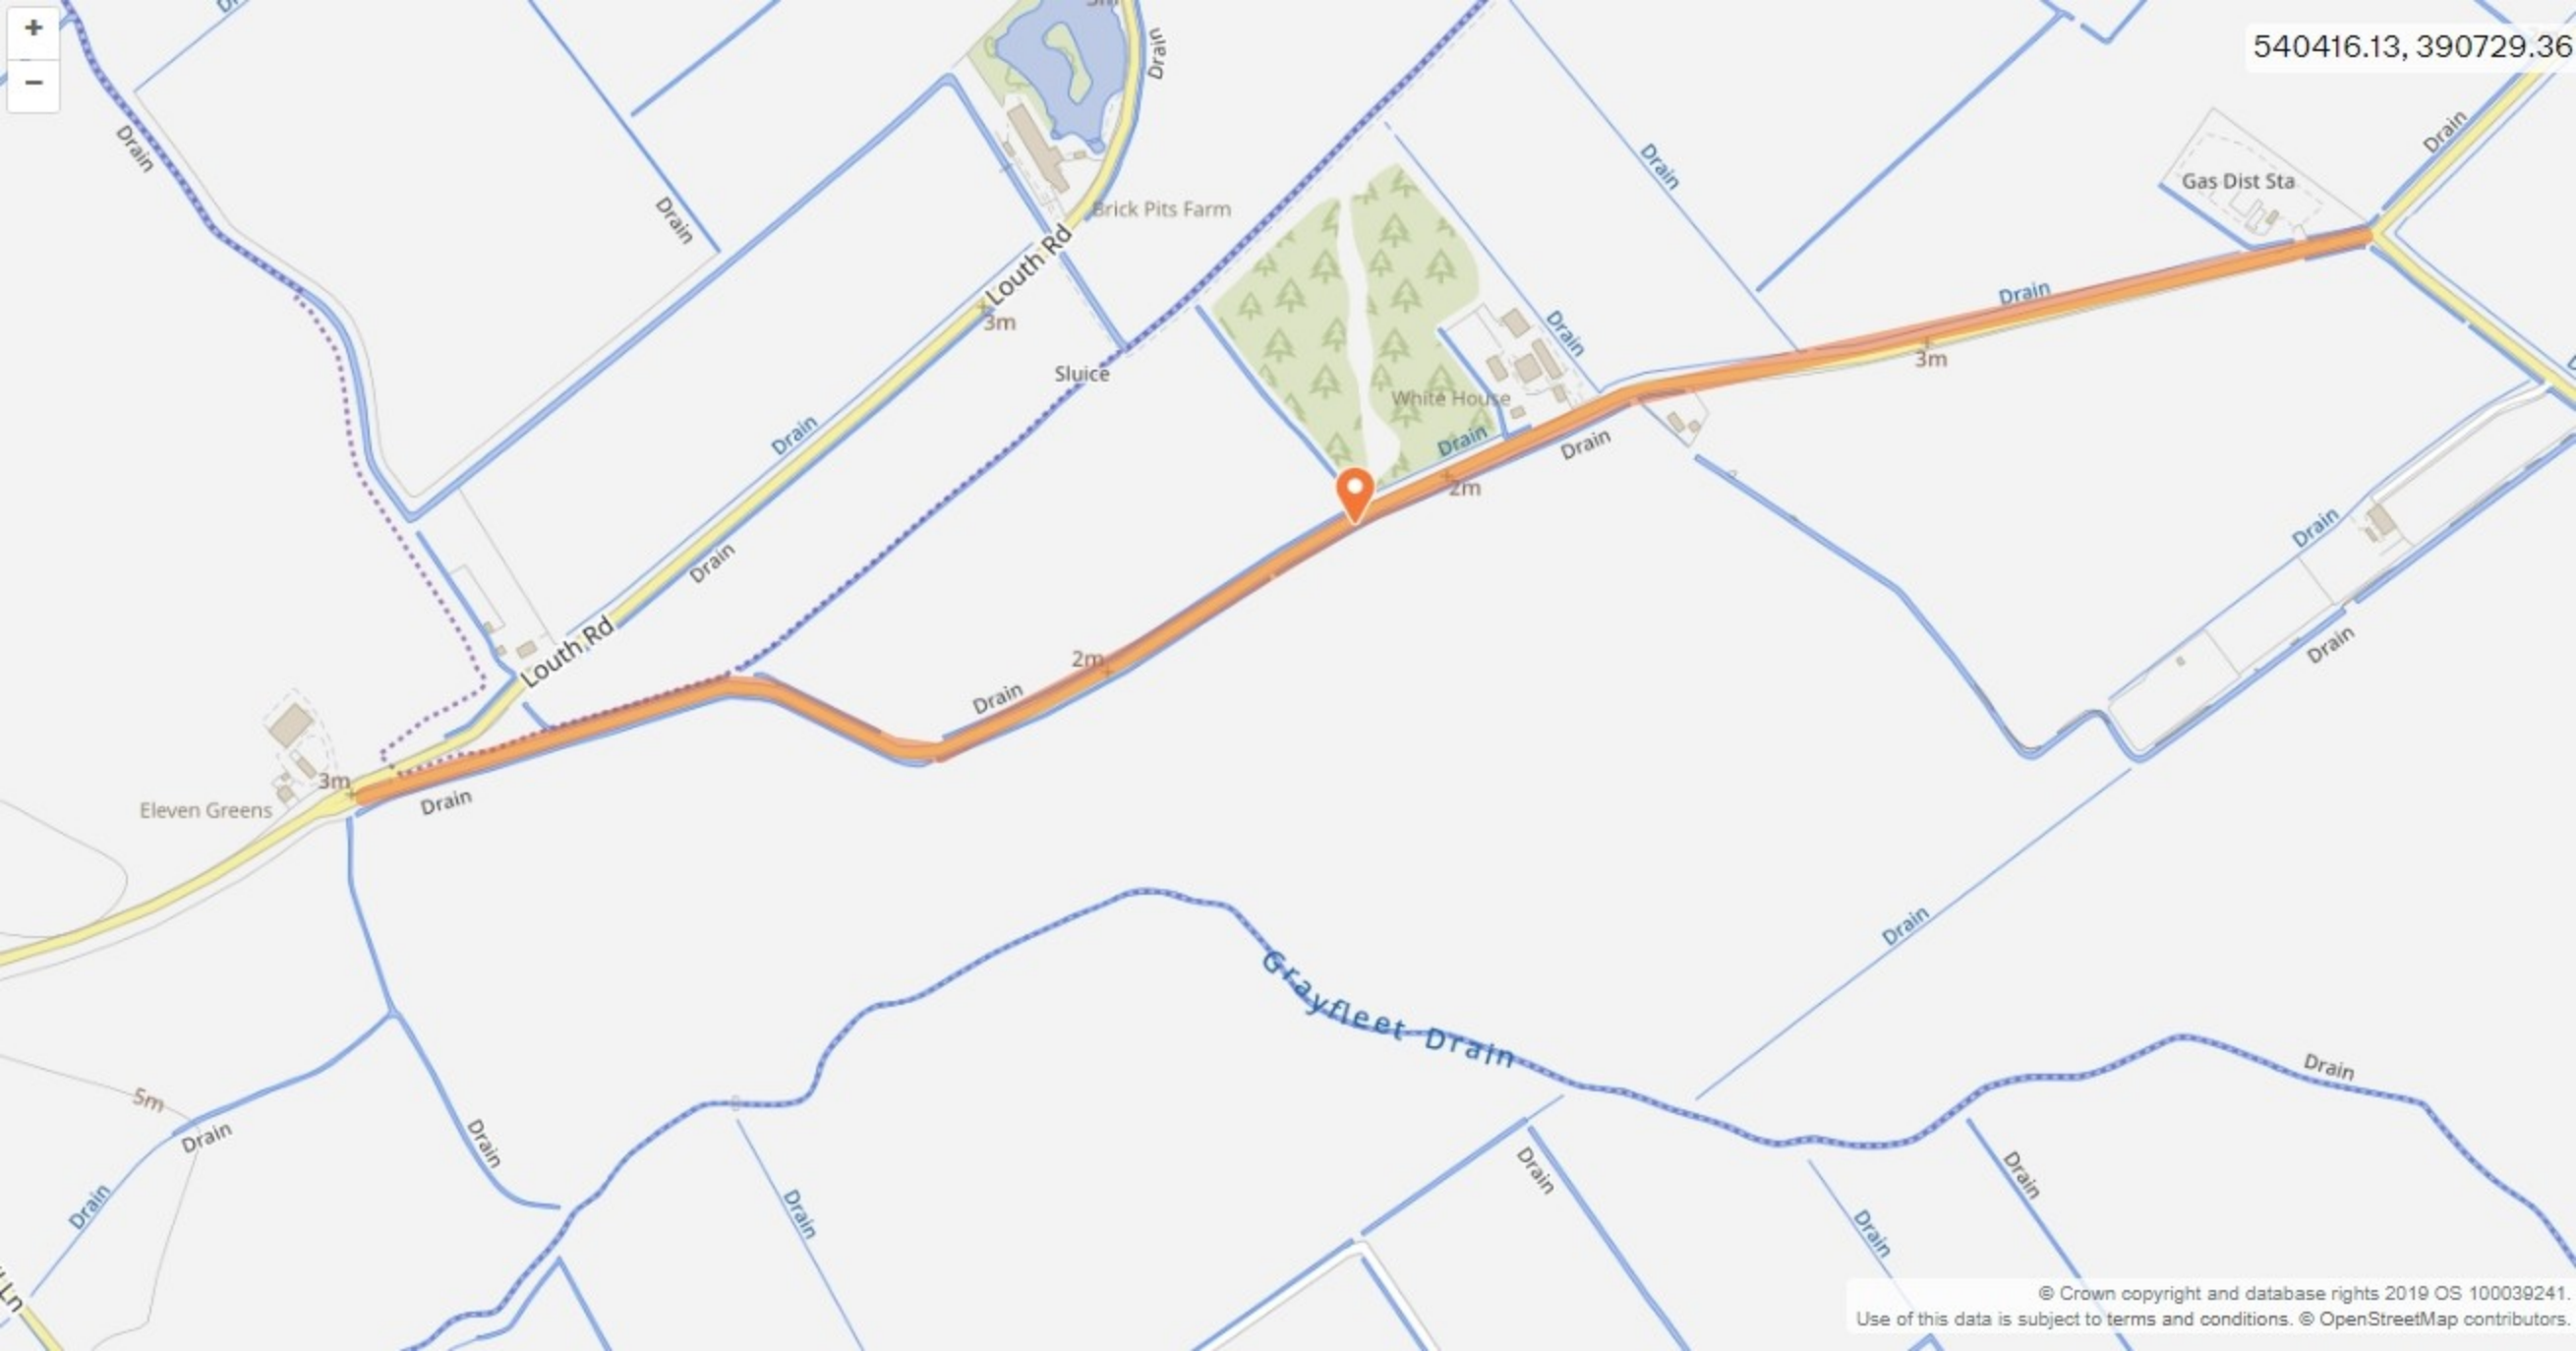 +
−
540416.13, 390729.36
Drain
Drain
Drain
Gas Dist Sta
Drain
Drain
Brick Pits Farm
Drain
Louth Rd
3m
Drain
Drain
3m
Sluice
White House
Drain
Drain
Drain
2m
Drain
Drain
Louth Rd
Drain
2m
Drain
3m
Drain
Eleven Greens
Drain
Grayfleet Drain
5m
Drain
Drain
Drain
Drain
Drain
Drain
Drain
Drain
Ln
© Crown copyright and database rights 2019 OS 100039241.
Use of this data is subject to terms and conditions. © OpenStreetMap contributors.